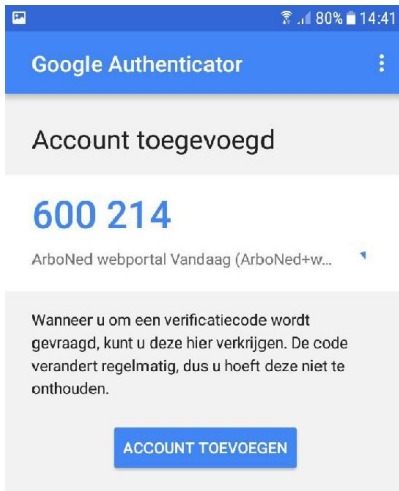 80% 14:41
Google Authenticator
Account toegevoegd
600 214
ArboNed webportal Vandaag (ArboNed+w...
Wanneer u om een verificatiecode wordt
gevraagd, kunt u deze hier verkrijgen. De code
verandert regelmatig, dus u hoeft deze niet te
onthouden.
ACCOUNT TOEVOEGEN